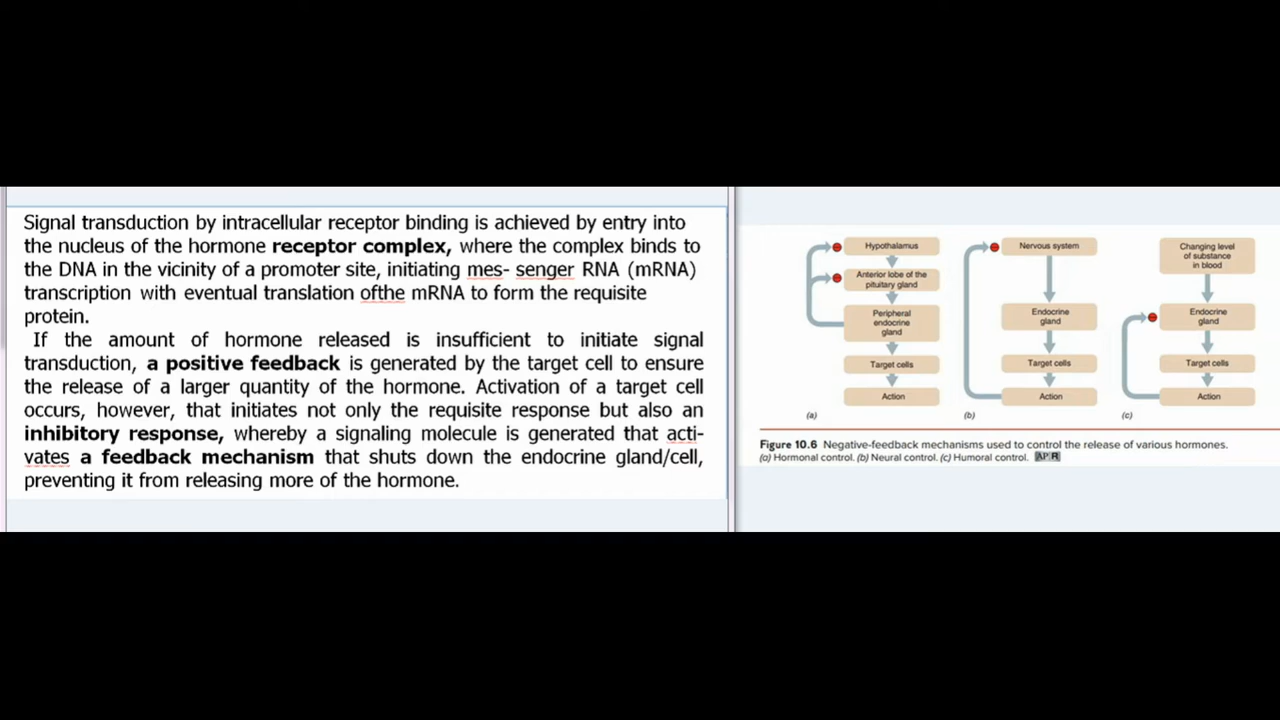 Signal transduction by intracellular receptor binding is achieved by entry into
the nucleus of the hormone receptor complex, where the complex binds to
the DNA in the vicinity of a promoter site, initiating mes- senger RNA (mRNA)
transcription with eventual translation ofthe mRNA to form the requisite
protein.
If the amount of hormone released is insufficient to initiate signal
transduction, a positive feedback is generated by the target cell to ensure
the release of a larger quantity of the hormone. Activation of a target cell
occurs, however, that initiates not only the requisite response but also an
inhibitory response, whereby a signaling molecule is generated that acti-
vates a feedback mechanism that shuts down the endocrine gland/cell,
preventing it from releasing more of the hormone.
Hypothalamus
Anterior lobe of the
pituitary gland
Peripheral
endocrine
gland
Target cells
Action
(a)
Nervous system
Endocrine
gland
Target cells
Action
(b)
Changing level
of substance
in blood
Endocrine
gland
Target cells
Action
(c)
Figure 10.6 Negative-feedback mechanisms used to control the release of various hormones.
(a) Hormonal control. (b) Neural control. (c) Humoral control. AP|R